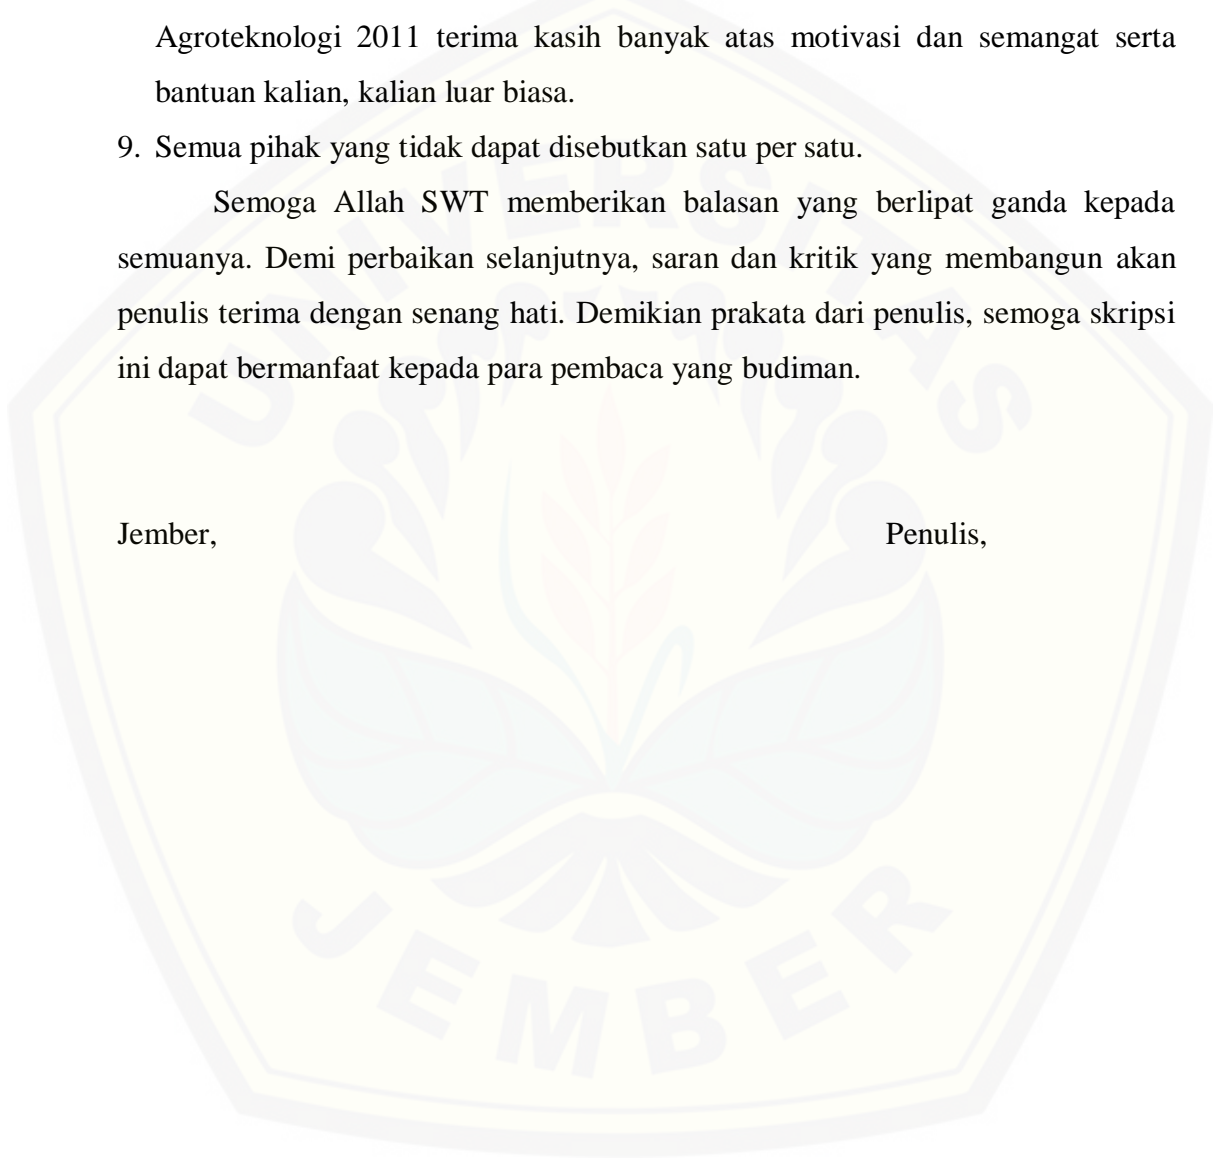 Agroteknologi 2011 terima kasih banyak atas motivasi dan semangat serta
bantuan kalian, kalian luar biasa.
9. Semua pihak yang tidak dapat disebutkan satu per satu.
Semoga Allah SWT memberikan balasan yang berlipat ganda kepada
semuanya. Demi perbaikan selanjutnya, saran dan kritik yang membangun akan
penulis terima dengan senang hati. Demikian prakata dari penulis, semoga skripsi
ini dapat bermanfaat kepada para pembaca yang budiman.
Jember, Penulis,
UNIVERSITAS
JEMBER